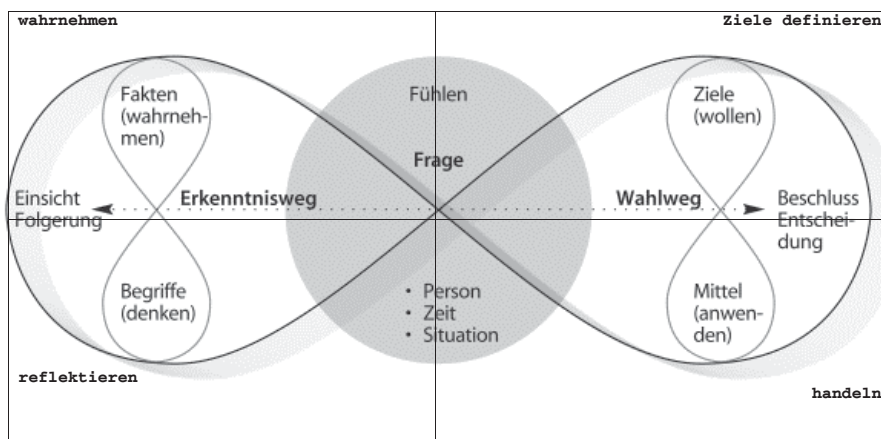 wahrnehmen
Ziele definieren
Fakten
(wahrneh-
men)
Fühlen
Ziele
(wollen)
Frage
Einsicht
Folgerung
Erkenntnisweg
Wahlweg
Beschluss
Entschei-
dung
Begriffe
(denken)
• Person
• Zeit
• Situation
Mittel
(anwen-
den)
reflektieren
handeln